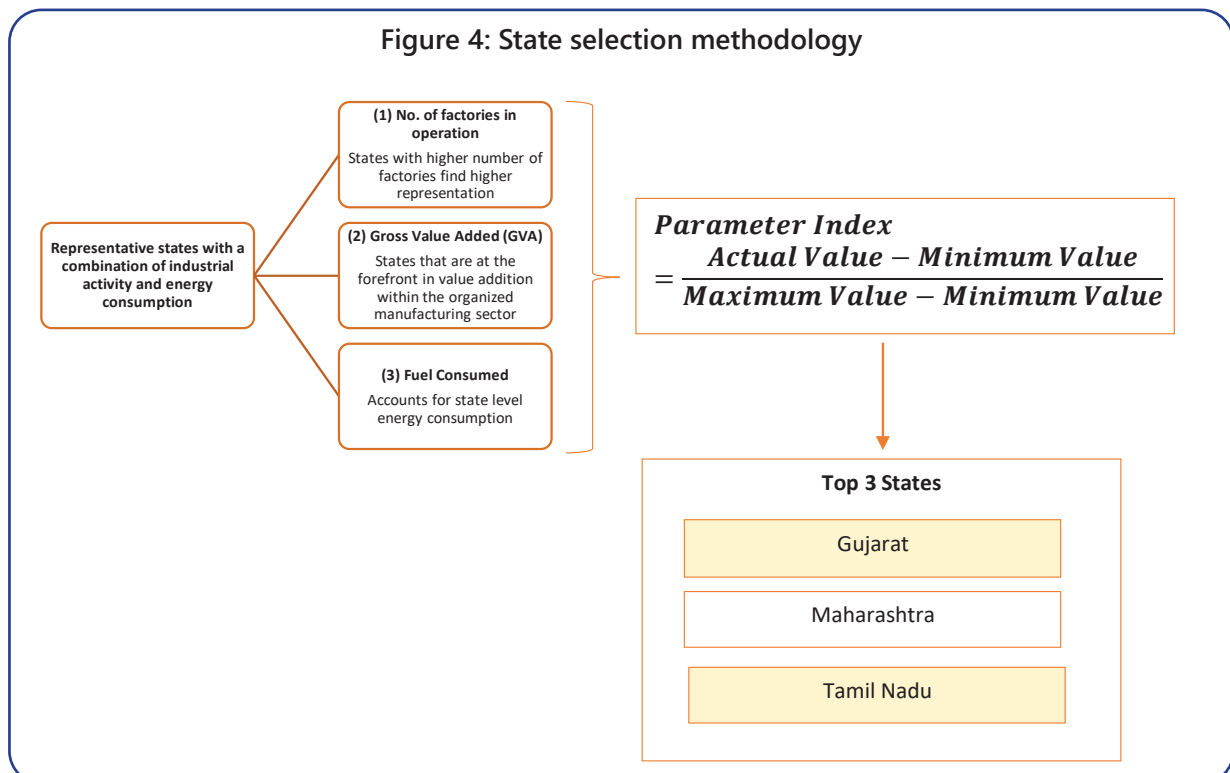 Figure 4: State selection methodology
Representative states with a
combination of industrial
activity and energy
consumption
(1) No. of factories in
operation
States with higher number of
factories find higher
representation
(2) Gross Value Added (GVA)
States that are at the
forefront in value addition
within the organized
manufacturing sector
(3) Fuel Consumed
Accounts for state level
energy consumption
Parameter Index
= Actual Value − Minimum Value
Maximum Value − Minimum Value
Top 3 States
Gujarat
Maharashtra
Tamil Nadu